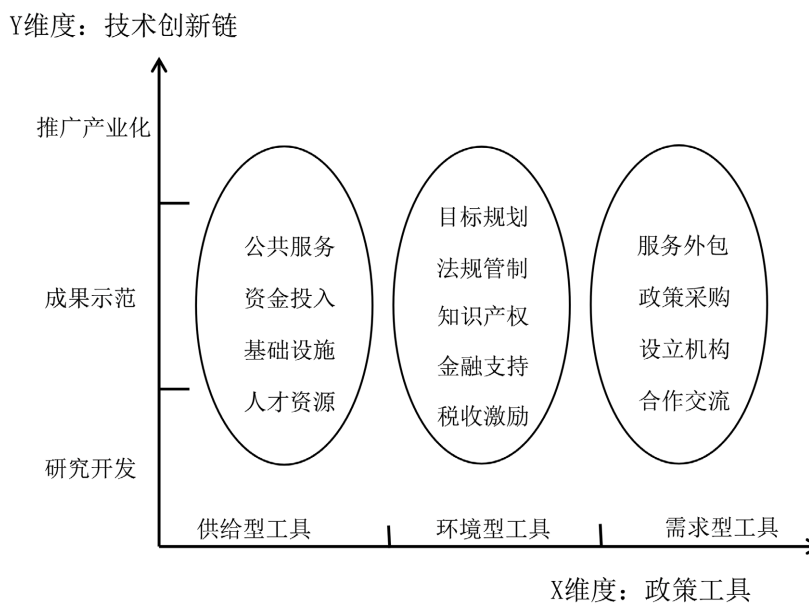 Y维度：技术创新链
推广产业化
成果示范
研究开发
公共服务
资金投入
基础设施
人才资源
目标规划
法规管制
知识产权
金融支持
税收激励
服务外包
政策采购
设立机构
合作交流
供给型工具
环境型工具
需求型工具
X维度：政策工具